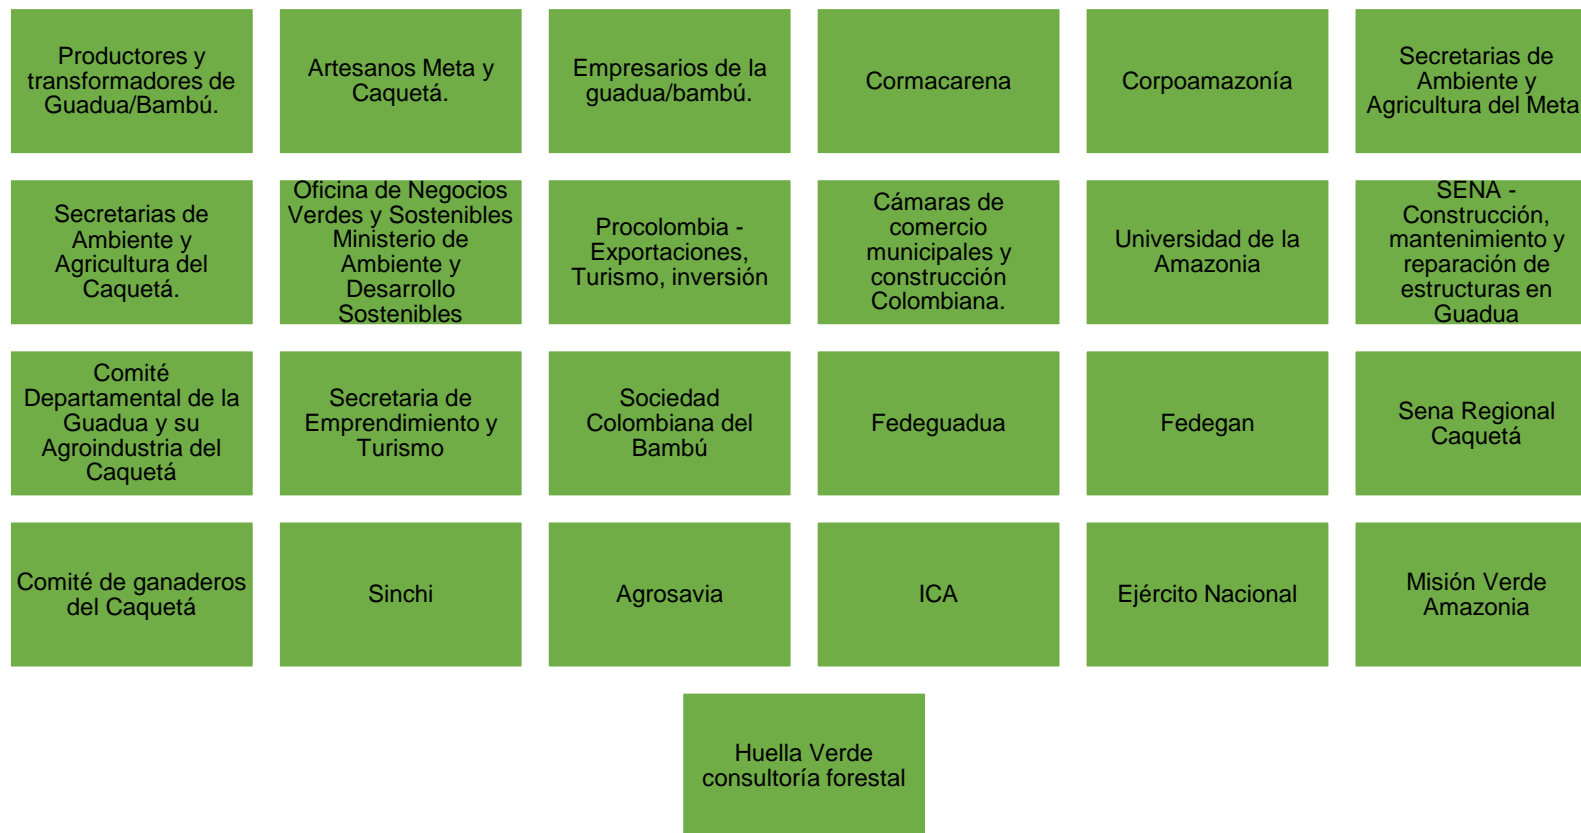 Productores y
transformadores de
Guadua/Bambú.
Artesanos Meta y
Caquetá.
Empresarios de la
guadua/bambú.
Cormacarena
Corpoamazonía
Secretarias de
Ambiente y
Agricultura del Meta
Secretarias de
Ambiente y
Agricultura del
Caquetá.
Oficina de Negocios
Verdes y Sostenibles
Ministerio de
Ambiente y
Desarrollo
Sostenibles
Procolombia -
Exportaciones,
Turismo, inversión
Cámaras de
comercio
municipales y
construcción
Colombiana.
Universidad de la
Amazonia
SENA -
Construcción,
mantenimiento y
reparación de
estructuras en
Guadua
Comité
Departamental de la
Guadua y su
Agroindustria del
Caquetá
Secretaria de
Emprendimiento y
Turismo
Sociedad
Colombiana del
Bambú
Fedeguadua
Fedegan
Sena Regional
Caquetá
Comité de ganaderos
del Caquetá
Sinchi
Agrosavia
ICA
Ejército Nacional
Misión Verde
Amazonia
Huella Verde
consultoría forestal